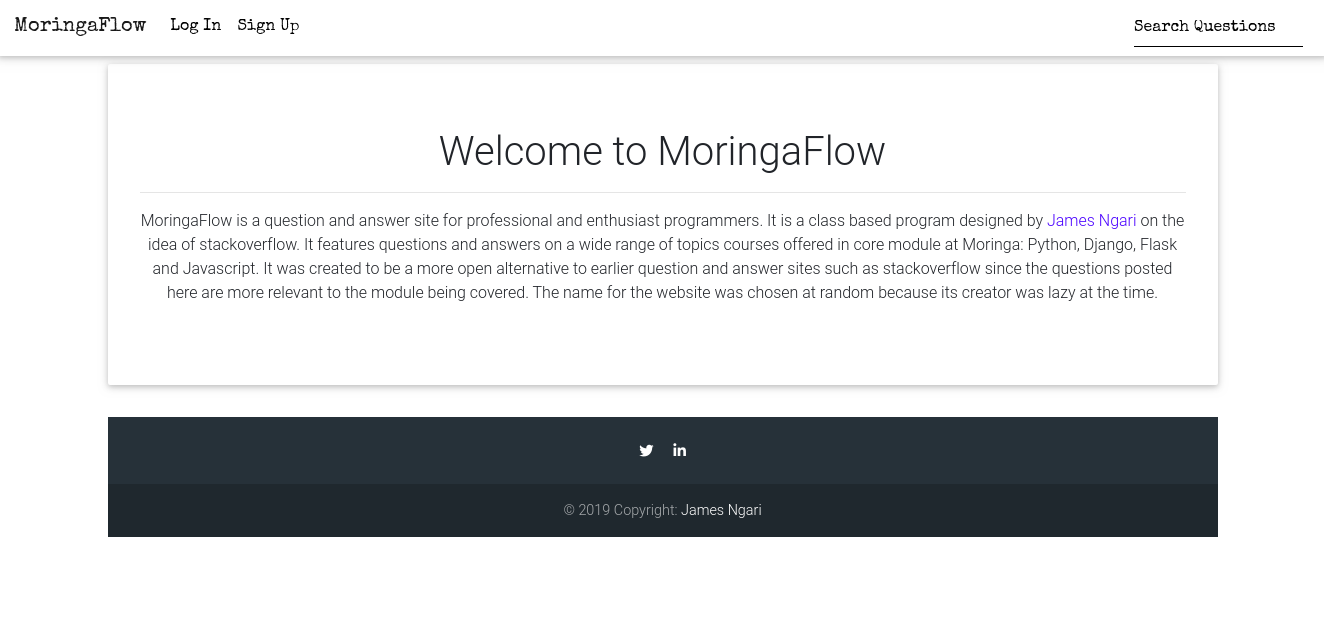 MoringaFlow Log In Sign Up Search Questions
Welcome to MoringaFlow
MoringaFlow is a question and answer site for professional and enthusiast programmers. It is a class based program designed by James Ngari on the
idea of stackoverflow. It features questions and answers on a wide range of topics courses offered in core module at Moringa: Python, Django, Flask
and Javascript. It was created to be a more open alternative to earlier question and answer sites such as stackoverflow since the questions posted
here are more relevant to the module being covered. The name for the website was chosen at random because its creator was lazy at the time.
© 2019 Copyright: James Ngari